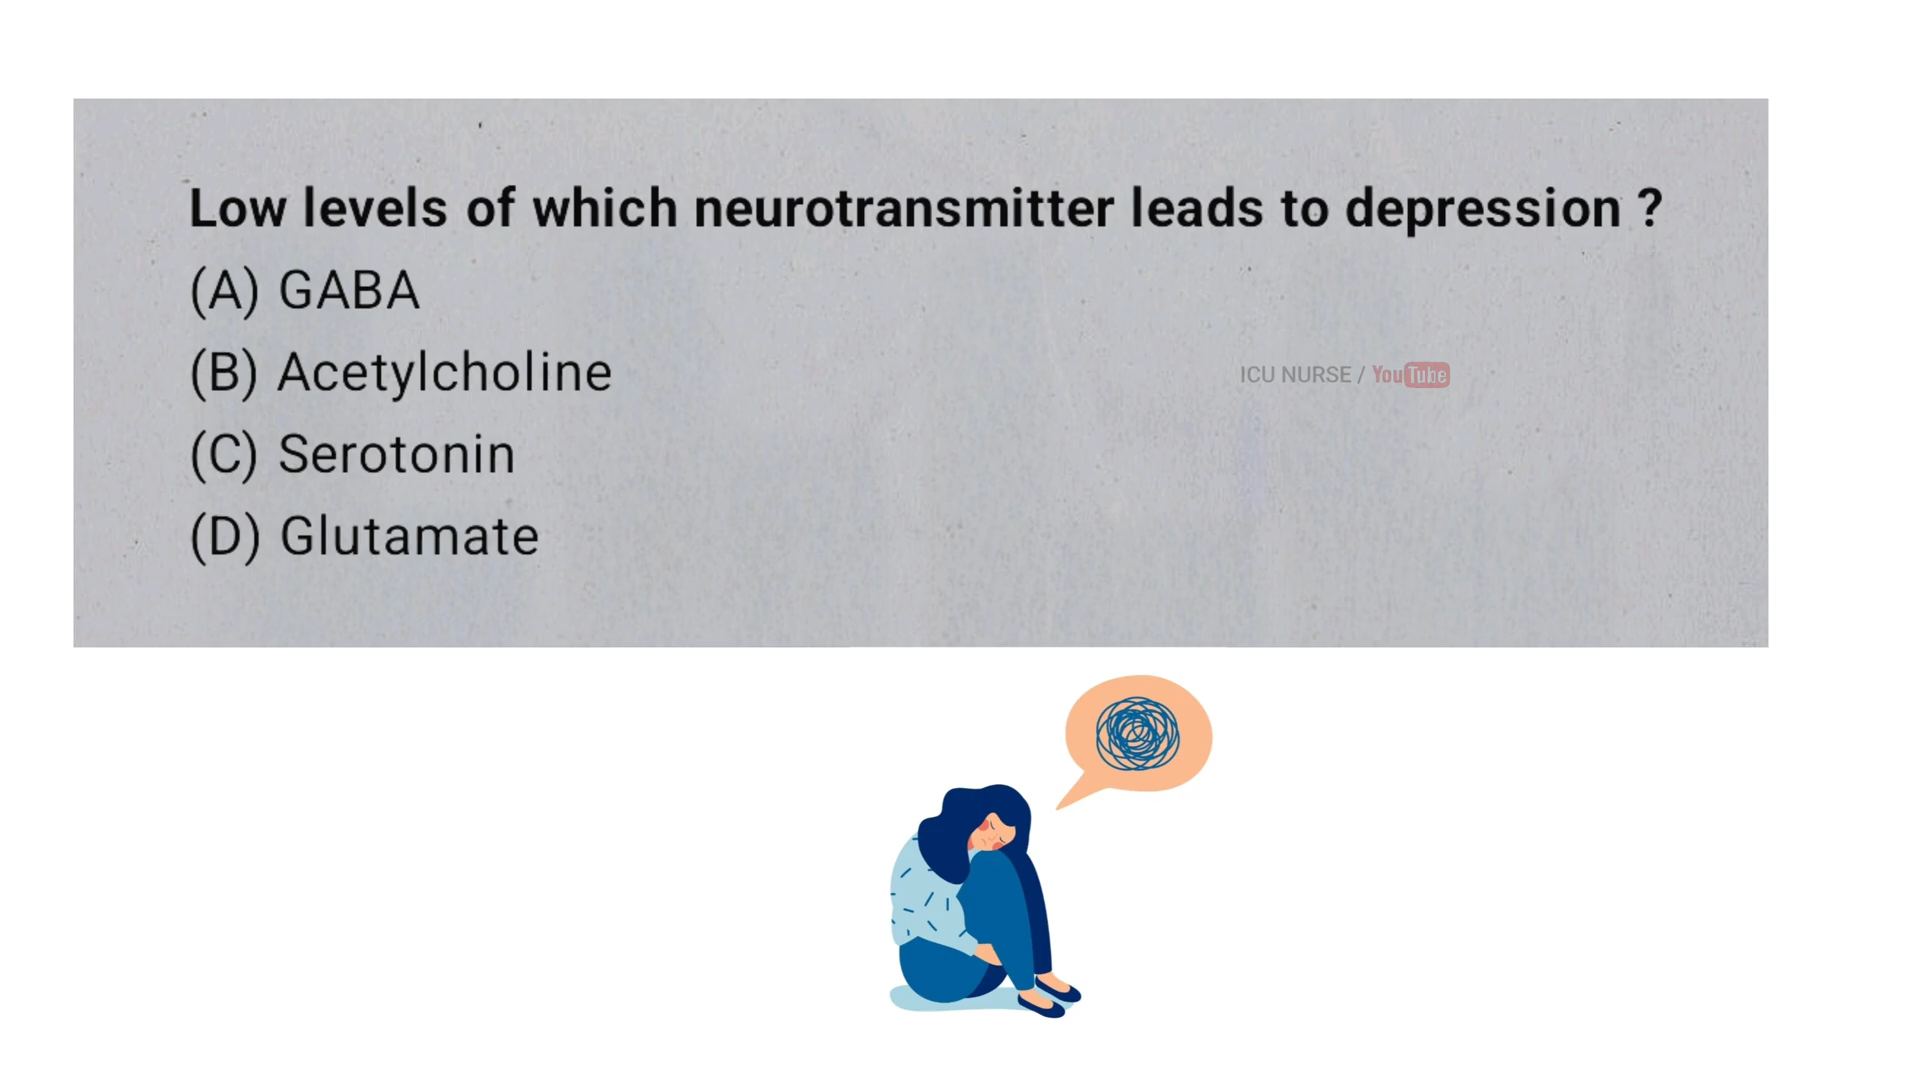 Low levels of which neurotransmitter leads to depression ?
(A) GABA
(B) Acetylcholine
ICU NURSE / YouTube
(C) Serotonin
(D) Glutamate